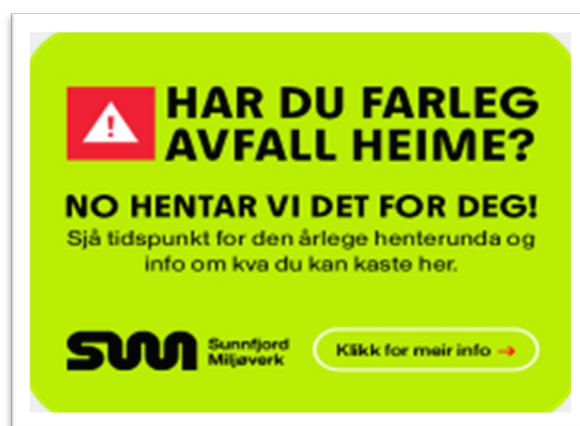 HAR DU FARLEG
AVFALL HEIME?
NO HENTAR VI DET FOR DEG!
Sjå tidspunkt for den årlege henterunda og
info om kva du kan kaste her.
SUM Sunnfjord
Miljøverk
Klikk for meir info →